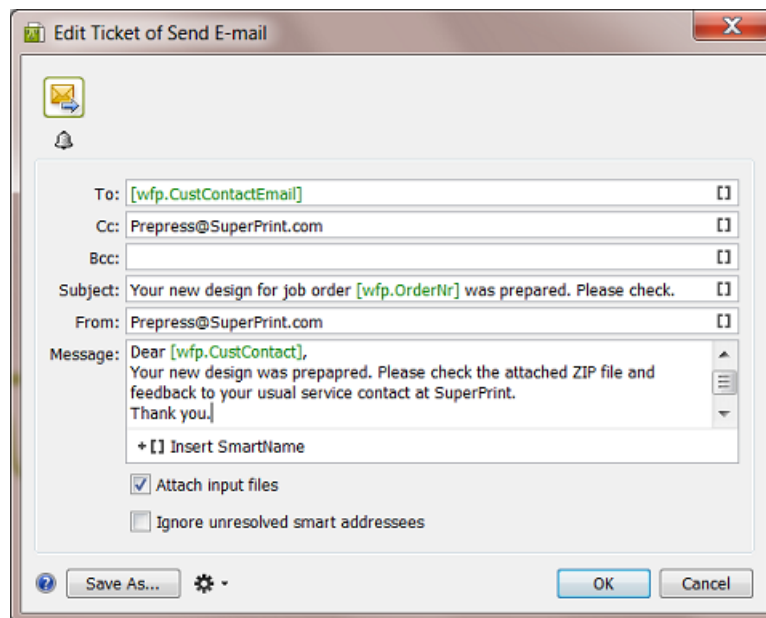 Edit Ticket of Send E-mail
To: [wfp.CustContactEmail] []
Cc: Prepress@SuperPrint.com []
Bcc: []
Subject: Your new design for job order [wfp.OrderNr] was prepared. Please check. []
From: Prepress@SuperPrint.com []
Message: Dear [wfp.CustContact],
Your new design was prepapred. Please check the attached ZIP file and
feedback to your usual service contact at SuperPrint.
Thank you.
+[] Insert SmartName
Attach input files
Ignore unresolved smart addressees
? Save As... OK Cancel